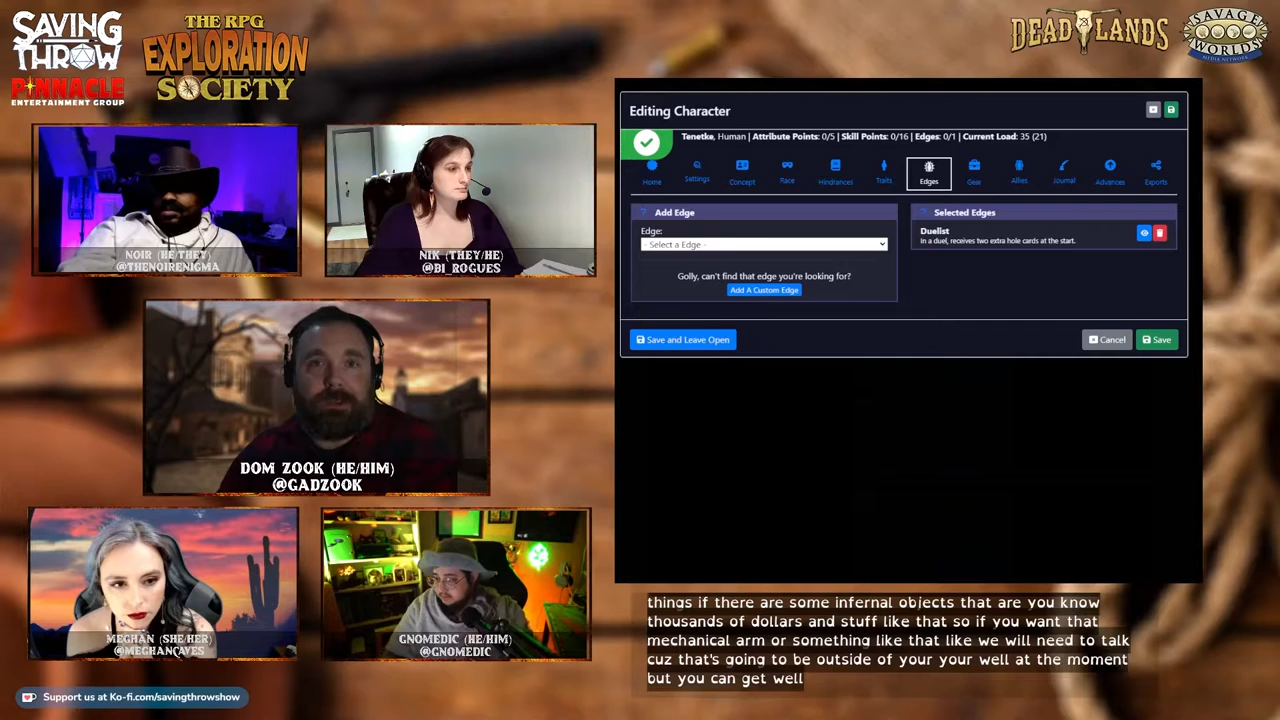 SAVING
THROW
PINNACLE
ENTERTAINMENT GROUP
THE RPG
EXPLORATION
SOCIETY
DEADLANDS
SAVAGE
WORLDS
MEDIA NETWORK
NOIR (HE/THEY)
@THENOIRENIGMA
NIK (THEY/HE)
@BI_ROGUES
DOM ZOOK (HE/HIM)
@GADZOOK
MEGHAN (SHE/HER)
@MEGHANCAVES
GNOMEDIC (HE/HIM)
@GNOMEDIC
Support us at Ko-fi.com/savingthrowshow
Editing Character
Tenetke, Human | Attribute Points: 0/5 | Skill Points: 0/16 | Edges: 0/1 | Current Load: 35 (21)
Home Settings Concept Race Hindrances Traits Edges Gear Allies Journal Advances Exports
Add Edge
Edge:
- Select a Edge -
Golly, can't find that edge you're looking for?
Add A Custom Edge
Selected Edges
Duelist
In a duel, receives two extra hole cards at the start.
Save and Leave Open
Cancel
Save
things if there are some infernal objects that are you know
thousands of dollars and stuff like that so if you want that
mechanical arm or something like that like we will need to talk
cuz that's going to be outside of your your well at the moment
but you can get well